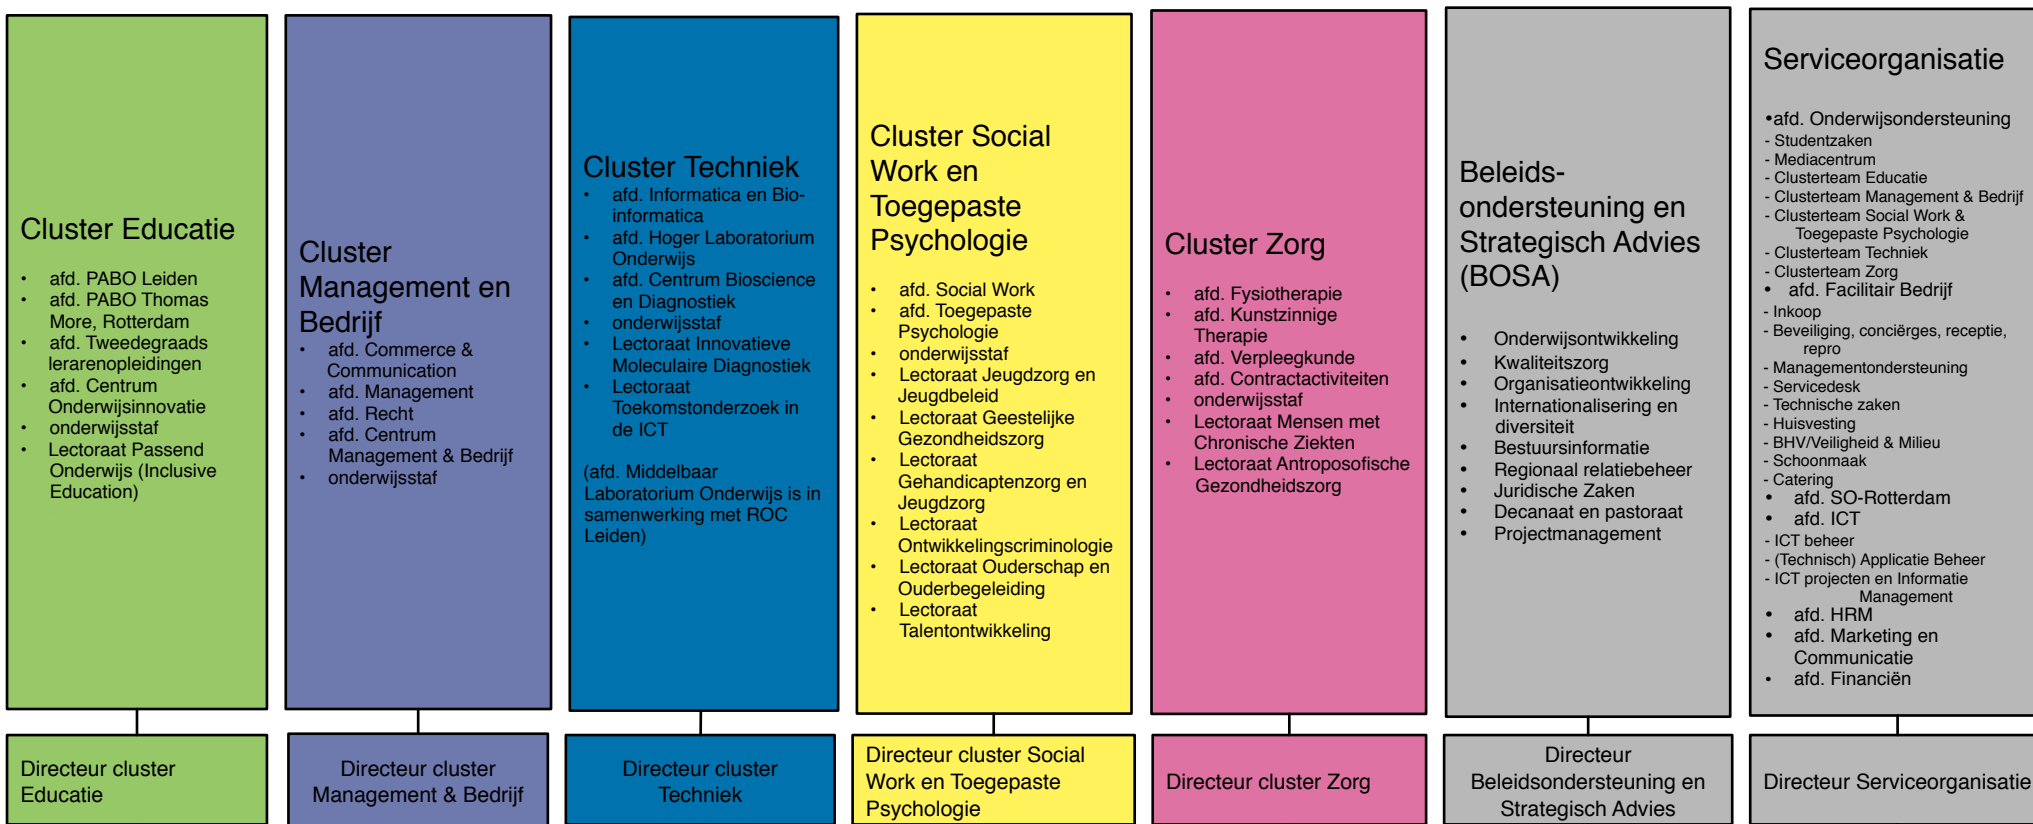 Cluster Educatie
• afd. PABO Leiden
• afd. PABO Thomas
More, Rotterdam
• afd. Tweedegraads
lerarenopleidingen
• afd. Centrum
Onderwijsinnovatie
• onderwijsstaf
• Lectoraat Passend
Onderwijs (Inclusive
Education)
Directeur cluster
Educatie
Cluster
Management en
Bedrijf
• afd. Commerce &
Communication
• afd. Management
• afd. Recht
• afd. Centrum
Management & Bedrijf
• onderwijsstaf
Directeur cluster
Management & Bedrijf
Cluster Techniek
• afd. Informatica en Bio-
informatica
• afd. Hoger Laboratorium
Onderwijs
• afd. Centrum Bioscience
en Diagnostiek
• onderwijsstaf
• Lectoraat Innovatieve
Moleculaire Diagnostiek
• Lectoraat
Toekomstonderzoek in
de ICT
(afd. Middelbaar
Laboratorium Onderwijs is in
samenwerking met ROC
Leiden)
Directeur cluster
Techniek
Cluster Social
Work en
Toegepaste
Psychologie
• afd. Social Work
• afd. Toegepaste
Psychologie
• onderwijsstaf
• Lectoraat Jeugdzorg en
Jeugdbeleid
• Lectoraat Geestelijke
Gezondheidszorg
• Lectoraat
Gehandicaptenzorg en
Jeugdzorg
• Lectoraat
Ontwikkelingscriminologie
• Lectoraat Ouderschap en
Ouderbegeleiding
• Lectoraat
Talentontwikkeling
Directeur cluster Social
Work en Toegepaste
Psychologie
Cluster Zorg
• afd. Fysiotherapie
• afd. Kunstzinnige
Therapie
• afd. Verpleegkunde
• afd. Contractactiviteiten
• onderwijsstaf
• Lectoraat Mensen met
Chronische Ziekten
• Lectoraat Antroposofische
Gezondheidszorg
Directeur cluster Zorg
Beleids-
ondersteuning en
Strategisch Advies
(BOSA)
• Onderwijsontwikkeling
• Kwaliteitszorg
• Organisatieontwikkeling
• Internationalisering en
diversiteit
• Bestuursinformatie
• Regionaal relatiebeheer
• Juridische Zaken
• Decanaat en pastoraat
• Projectmanagement
Directeur
Beleidsondersteuning en
Strategisch Advies
Serviceorganisatie
•afd. Onderwijsondersteuning
- Studentzaken
- Mediacentrum
- Clusterteam Educatie
- Clusterteam Management & Bedrijf
- Clusterteam Social Work &
Toegepaste Psychologie
- Clusterteam Techniek
- Clusterteam Zorg
• afd. Facilitair Bedrijf
- Inkoop
- Beveiliging, conciërges, receptie,
repro
- Managementondersteuning
- Servicedesk
- Technische zaken
- Huisvesting
- BHV/Veiligheid & Milieu
- Schoonmaak
- Catering
• afd. SO-Rotterdam
• afd. ICT
- ICT beheer
- (Technisch) Applicatie Beheer
- ICT projecten en Informatie
Management
• afd. HRM
• afd. Marketing en
Communicatie
• afd. Financiën
Directeur Serviceorganisatie